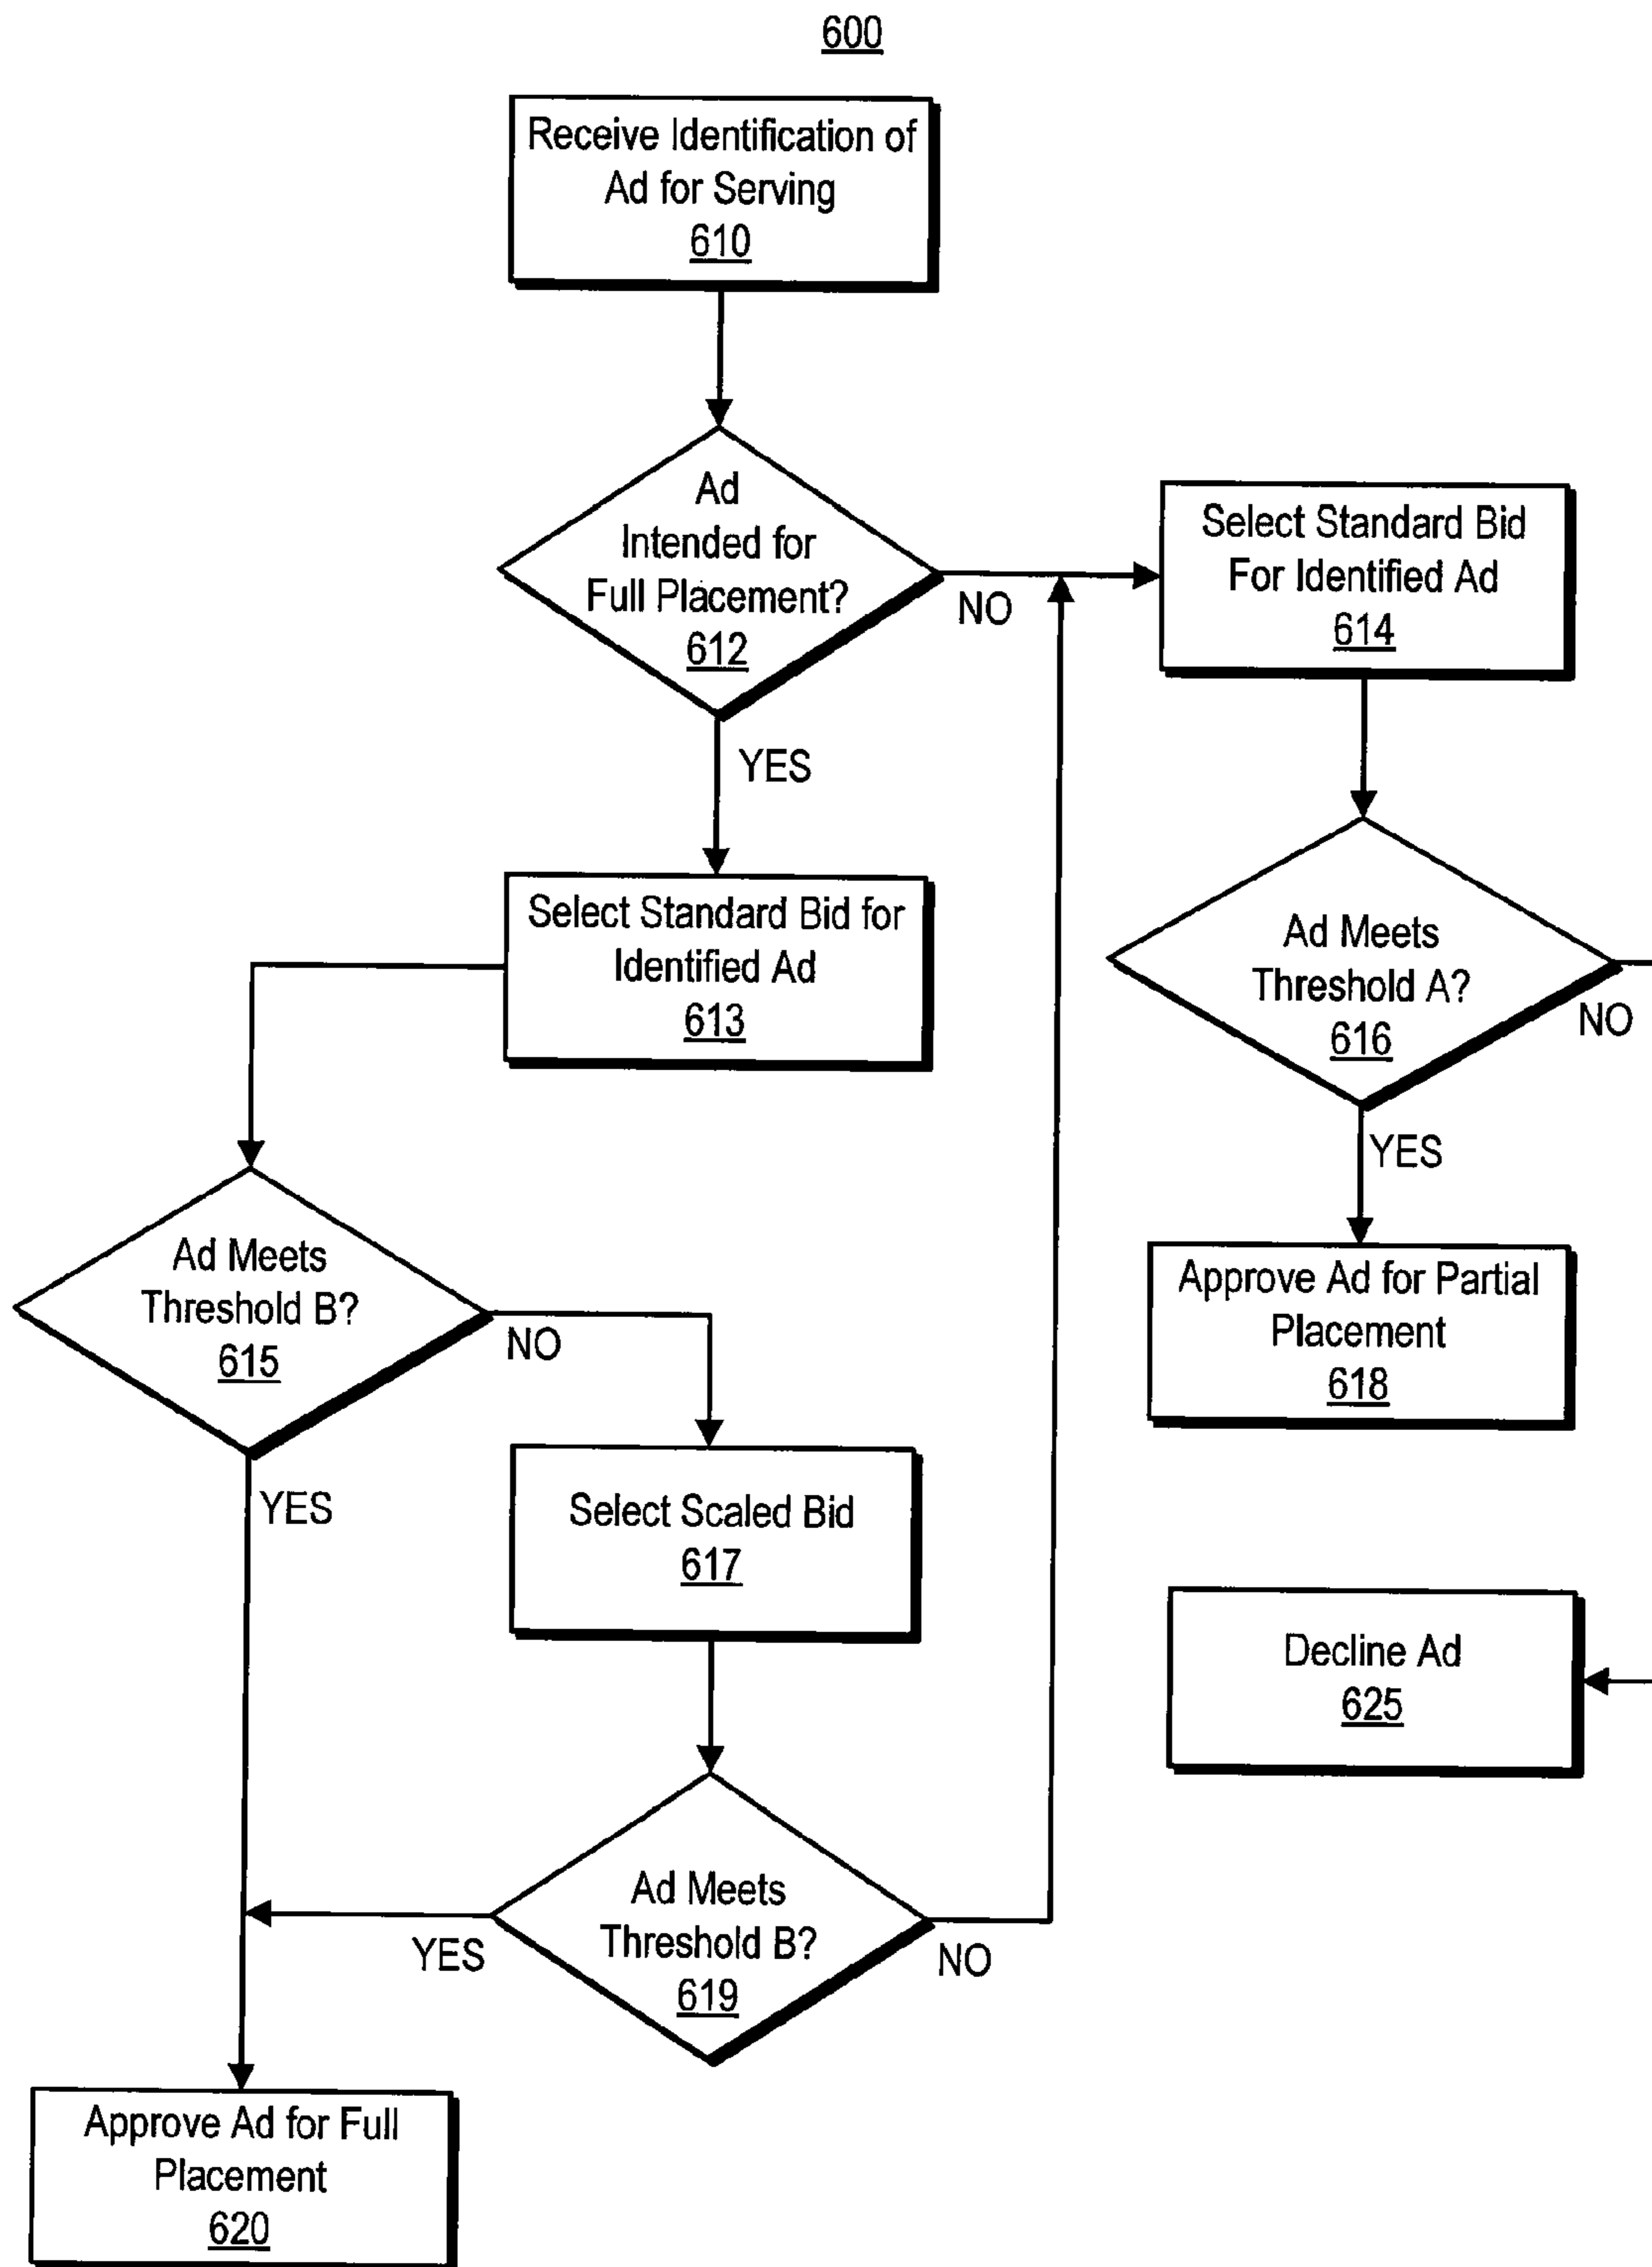 600
Receive Identification of
Ad for Serving
610
Ad
Intended for
Full Placement?
612
NO
YES
Select Standard Bid
For Identified Ad
614
Select Standard Bid for
Identified Ad
613
Ad Meets
Threshold A?
616
NO
YES
Ad Meets
Threshold B?
615
NO
YES
Approve Ad for Partial
Placement
618
Select Scaled Bid
617
Decline Ad
625
Ad Meets
Threshold B?
619
YES
NO
Approve Ad for Full
Placement
620